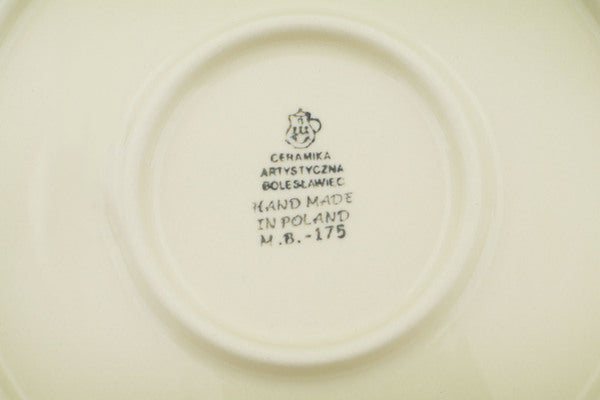 CERAMIKA
ARTYSTYCZNA
BOLESŁAWIEC
HAND MADE
IN POLAND
M.B.-175